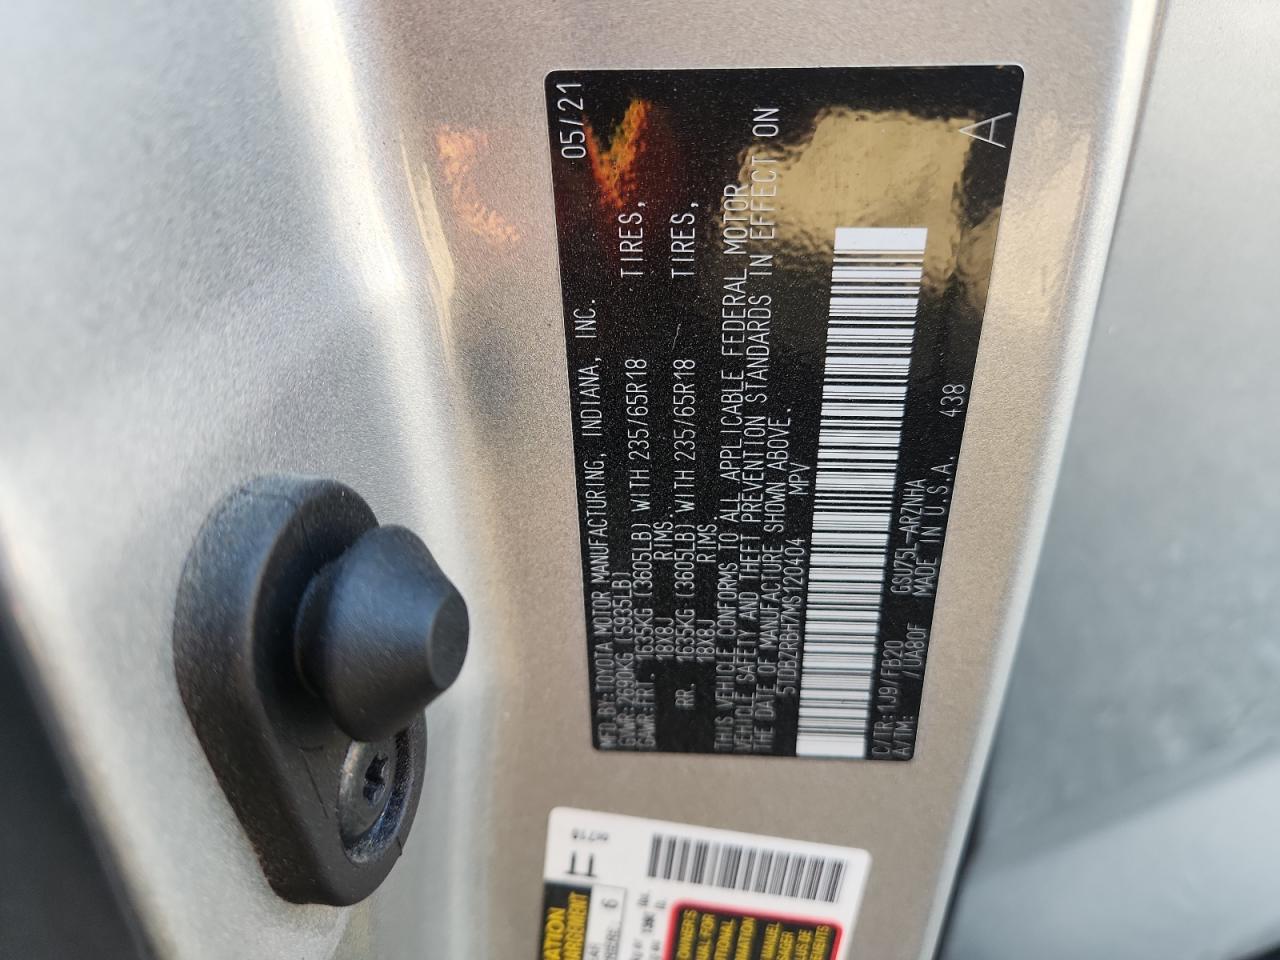 MFD.BY:TOYOTA MOTOR MANUFACTURING, INDIANA, INC. 05/21
GVWR:2690KG (5935LB)
GAWR:FRT. 1635KG (3605LB) WITH 235/65R18 TIRES,
18X8J RIMS.
RR. 1635KG (3605LB) WITH 235/65R18 TIRES,
18X8J RIMS.
THIS VEHICLE CONFORMS TO ALL APPLICABLE FEDERAL MOTOR
VEHICLE SAFETY AND THEFT PREVENTION STANDARDS IN EFFECT ON
THE DATE OF MANUFACTURE SHOWN ABOVE.
5TDBZRBH7MS120404 MPV
C/TR:1J9/FB20 GSU75L-ARZNHA
A/TM: /UA80F MADE IN U.S.A. 438
A
11
6
OWNER'S